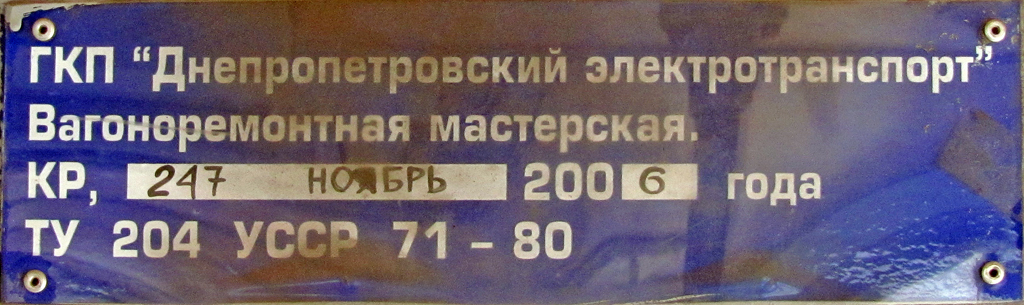 ГКП “Днепропетровский электротранспорт”
Вагоноремонтная мастерская.
КР, 247 НОЯБРЬ 2006 года
ТУ 204 УССР 71 – 80